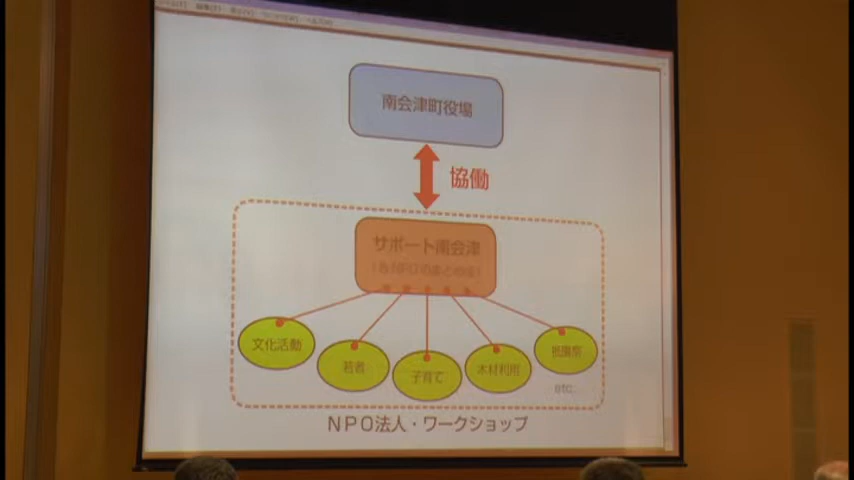 南会津町役場
協働
サポート南会津
文化活動
若者
子育て
木材利用
祇園祭
etc...
NPO法人・ワークショップ